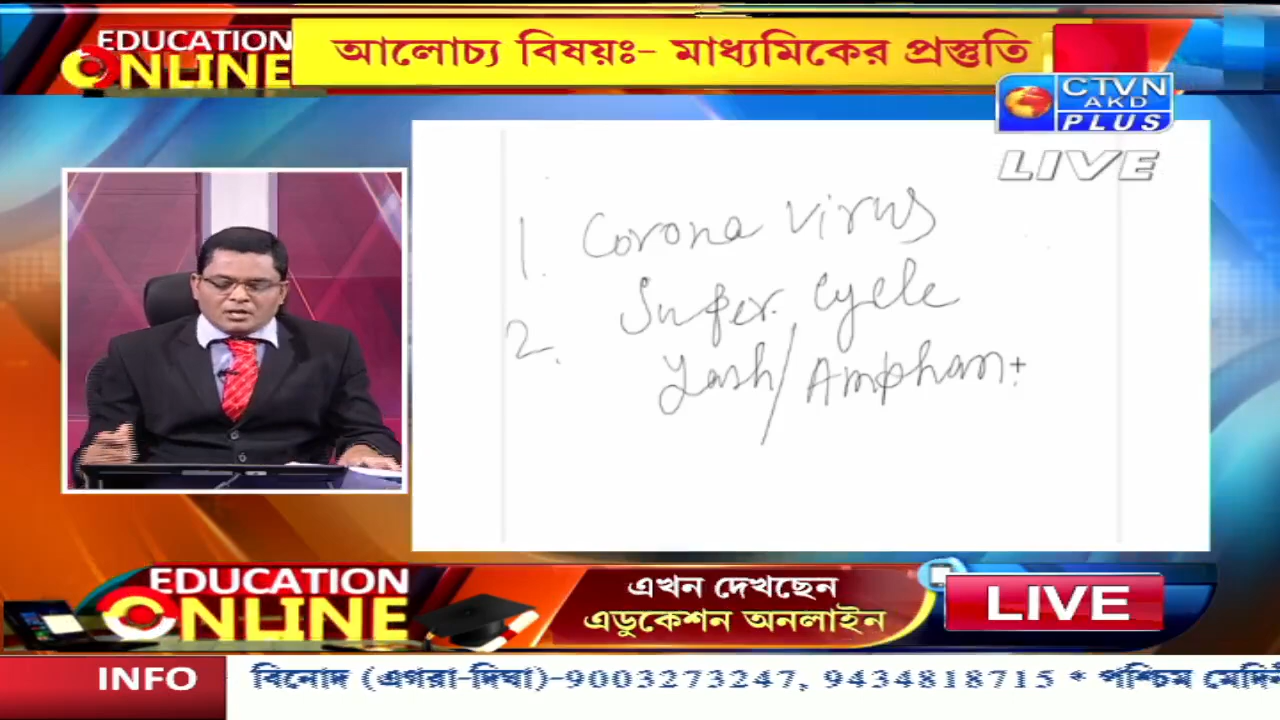 EDUCATION
ONLINE
আলোচ্য বিষয়ঃ- মাধ্যমিকের প্রস্তুতি
CTVN
AKD
PLUS
LIVE
1. Corona Virus
Super. Cycle
2. Yash/Amphan
EDUCATION
ONLINE
এখন দেখছেন
এডুকেশন অনলাইন
LIVE
INFO
বিনোদ (এগরা-দিঘা)-9003273247, 9434818715 * পশ্চিম